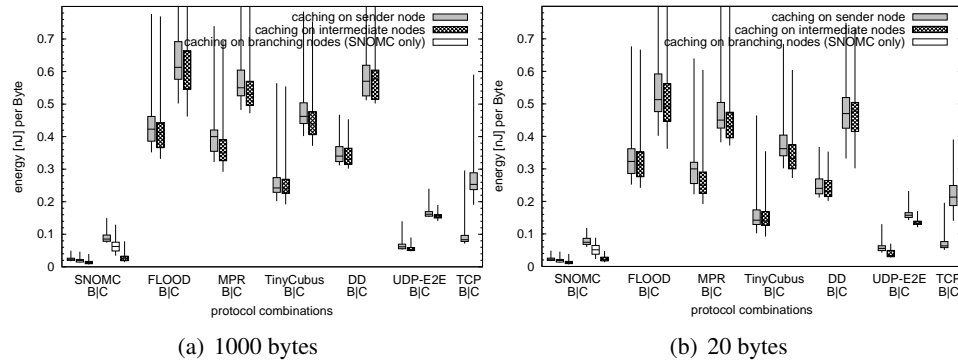 caching on sender node
caching on intermediate nodes
caching on branching nodes (SNOMC only)
energy [nJ] per Byte
0.7
0.6
0.5
0.4
0.3
0.2
0.1
0
SNOMC FLOOD MPR TinyCubus DD UDP-E2E TCP
B|C B|C B|C B|C B|C B|C B|C
protocol combinations
(a) 1000 bytes
caching on sender node
caching on intermediate nodes
caching on branching nodes (SNOMC only)
energy [nJ] per Byte
0.7
0.6
0.5
0.4
0.3
0.2
0.1
0
SNOMC FLOOD MPR TinyCubus DD UDP-E2E TCP
B|C B|C B|C B|C B|C B|C B|C
protocol combinations
(b) 20 bytes